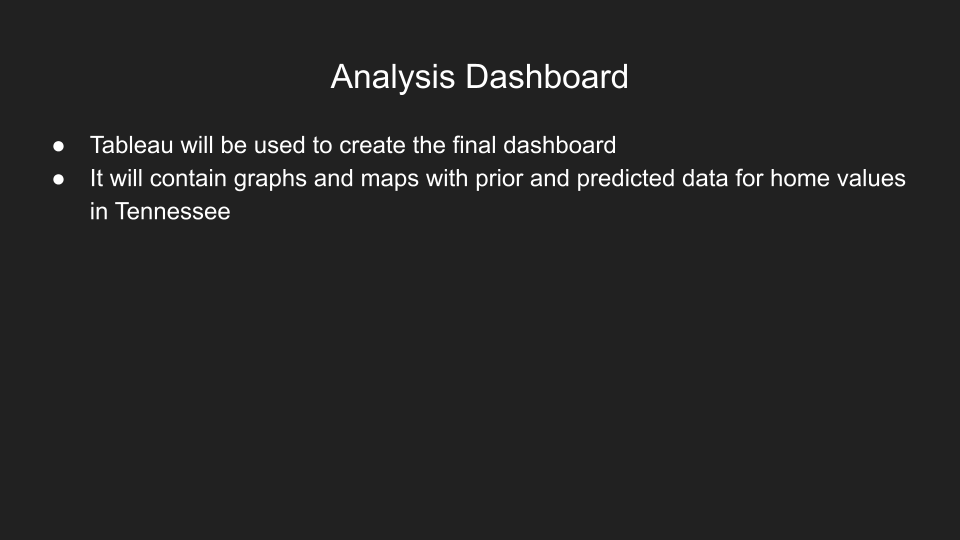 Analysis Dashboard
● Tableau will be used to create the final dashboard
● It will contain graphs and maps with prior and predicted data for home values
in Tennessee